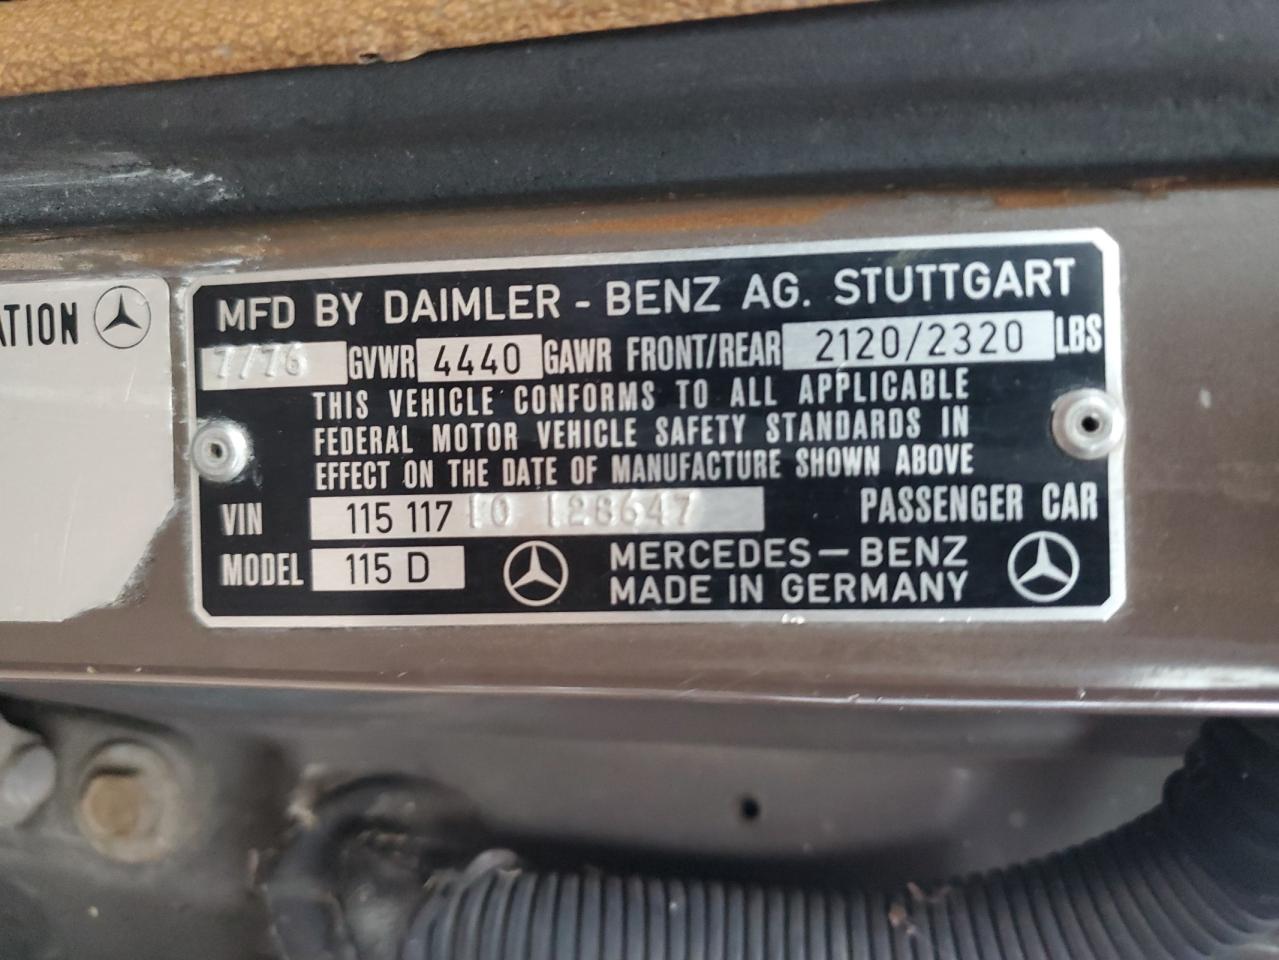 ATION
MFD BY DAIMLER - BENZ AG. STUTTGART
7/76 GVWR 4440 GAWR FRONT/REAR 2120/2320 LBS
THIS VEHICLE CONFORMS TO ALL APPLICABLE
FEDERAL MOTOR VEHICLE SAFETY STANDARDS IN
EFFECT ON THE DATE OF MANUFACTURE SHOWN ABOVE
VIN 115 117 10 128647 PASSENGER CAR
MODEL 115 D MERCEDES – BENZ
MADE IN GERMANY